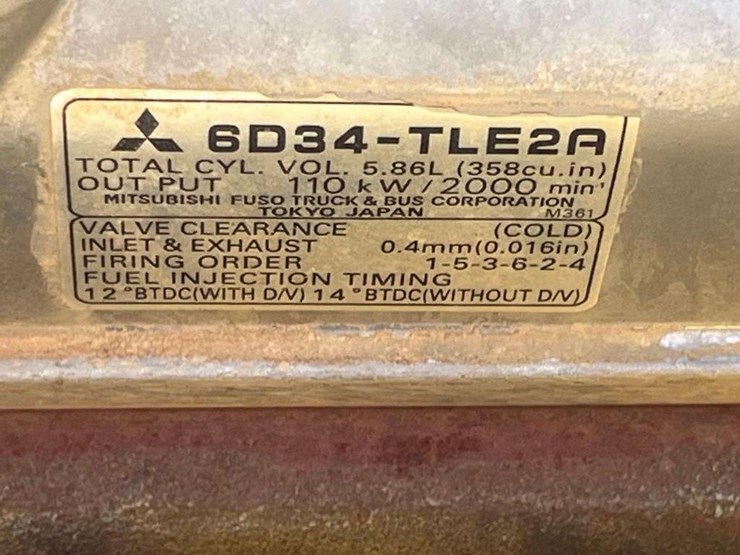 6D34-TLE2A
TOTAL CYL. VOL. 5.86L (358cu.in)
OUT PUT 110 kW/2000 min⁻¹
MITSUBISHI FUSO TRUCK & BUS CORPORATION
TOKYO JAPAN M361
VALVE CLEARANCE (COLD)
INLET & EXHAUST 0.4mm(0.016in)
FIRING ORDER 1-5-3-6-2-4
FUEL INJECTION TIMING
12°BTDC(WITH D/V) 14°BTDC(WITHOUT D/V)